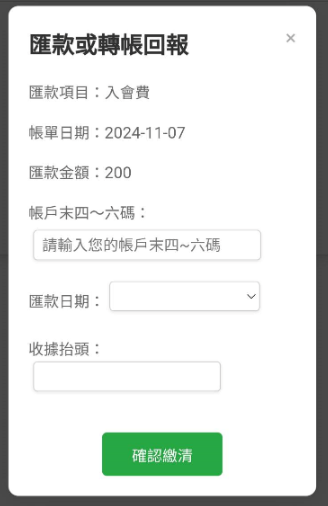 匯款或轉帳回報
×
匯款項目：入會費
帳單日期：2024-11-07
匯款金額：200
帳戶末四～六碼：
請輸入您的帳戶末四~六碼
匯款日期：
收據抬頭：
確認繳清